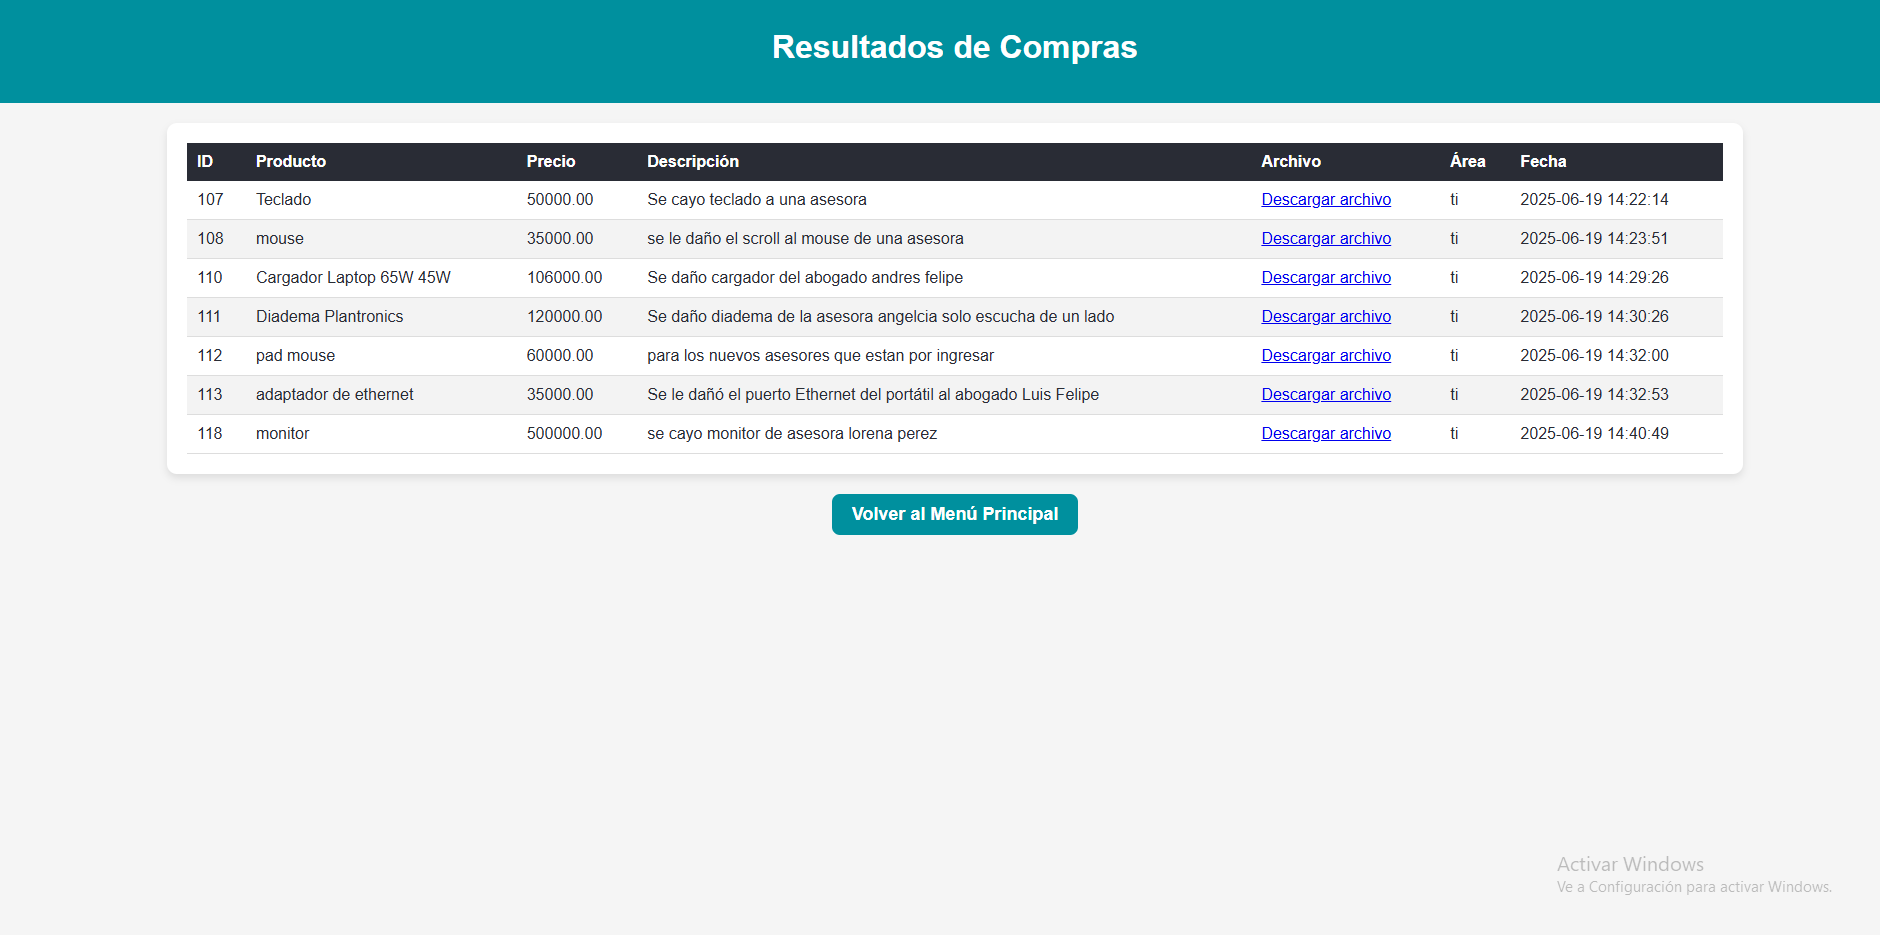 Resultados de Compras
ID Producto Precio Descripción Archivo Área Fecha
107 Teclado 50000.00 Se cayo teclado a una asesora Descargar archivo ti 2025-06-19 14:22:14
108 mouse 35000.00 se le daño el scroll al mouse de una asesora Descargar archivo ti 2025-06-19 14:23:51
110 Cargador Laptop 65W 45W 106000.00 Se daño cargador del abogado andres felipe Descargar archivo ti 2025-06-19 14:29:26
111 Diadema Plantronics 120000.00 Se daño diadema de la asesora angelcia solo escucha de un lado Descargar archivo ti 2025-06-19 14:30:26
112 pad mouse 60000.00 para los nuevos asesores que estan por ingresar Descargar archivo ti 2025-06-19 14:32:00
113 adaptador de ethernet 35000.00 Se le dañó el puerto Ethernet del portátil al abogado Luis Felipe Descargar archivo ti 2025-06-19 14:32:53
118 monitor 500000.00 se cayo monitor de asesora lorena perez Descargar archivo ti 2025-06-19 14:40:49
Volver al Menú Principal
Activar Windows
Ve a Configuración para activar Windows.